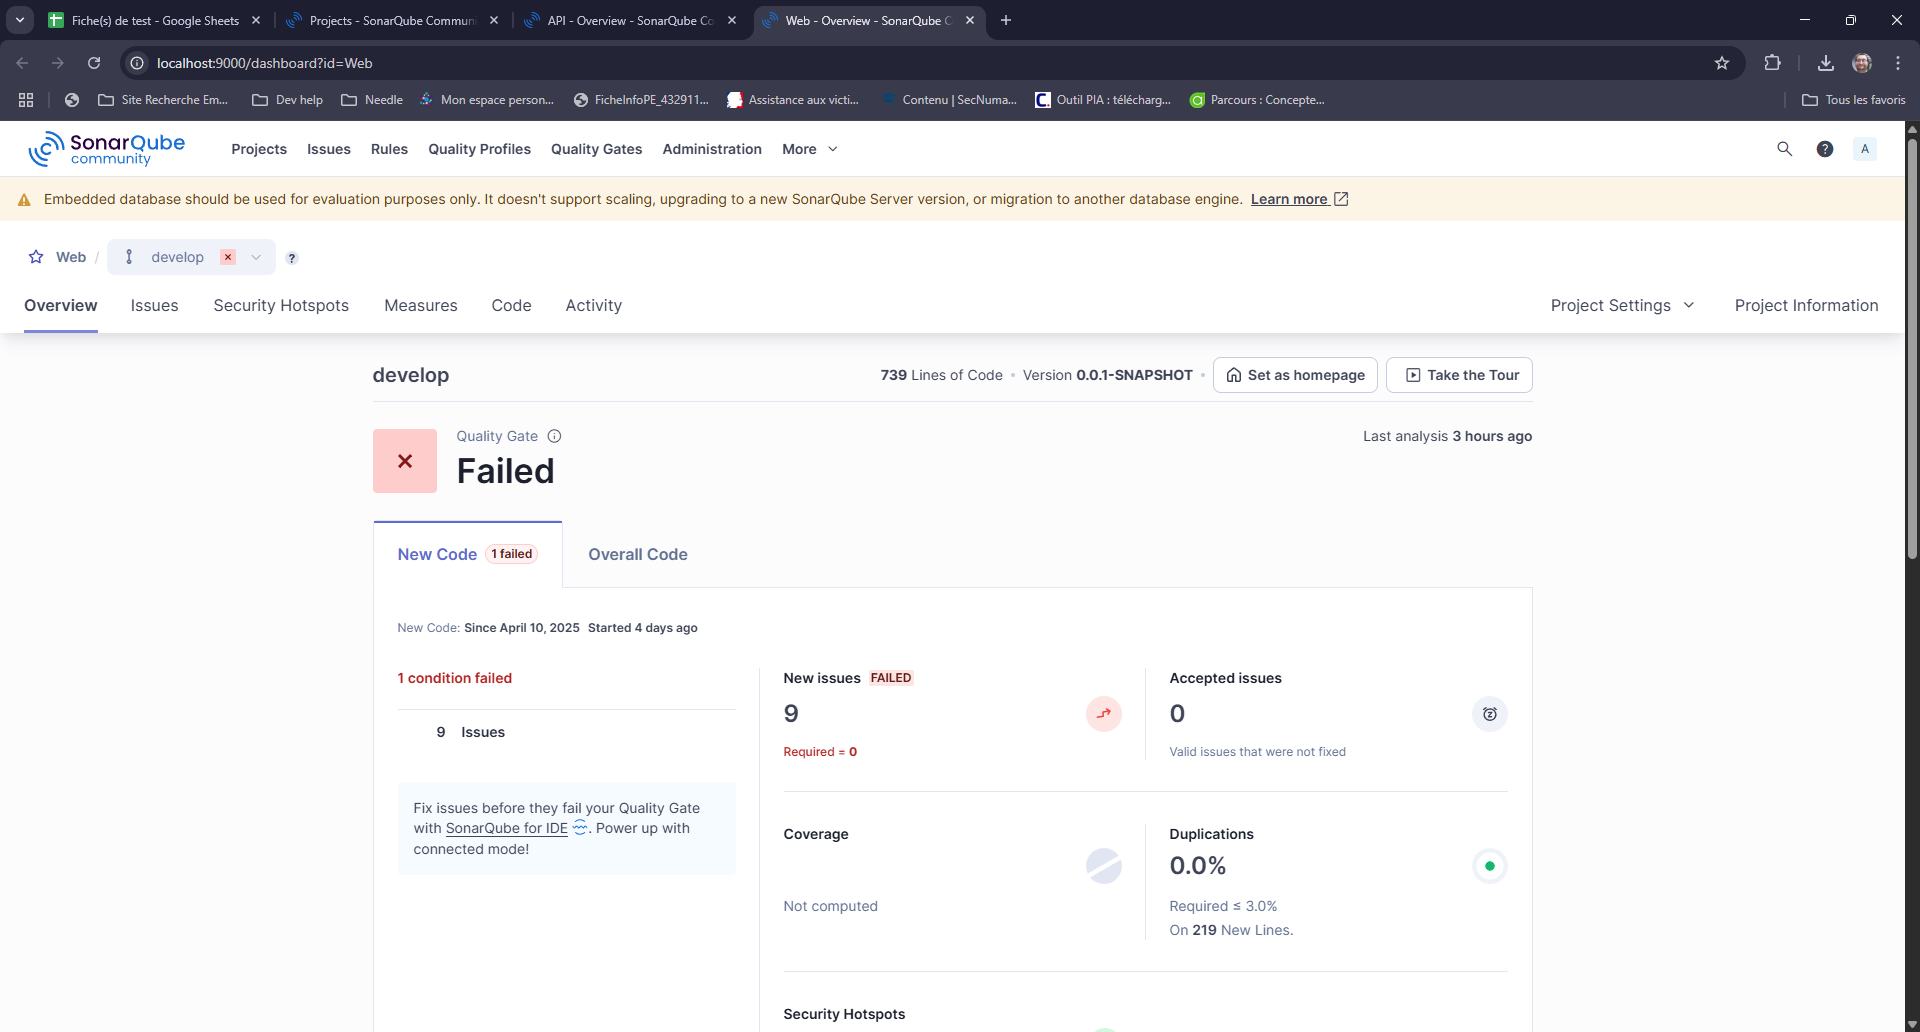 Fiche(s) de test - Google Sheets
Projects - SonarQube Commun
API - Overview - SonarQube Co
Web - Overview - SonarQube C
localhost:9000/dashboard?id=Web
Site Recherche Em...
Dev help
Needle
Mon espace person...
FicheInfoPE_432911...
Assistance aux victi...
Contenu | SecNuma...
Outil PIA : télécharg...
Parcours : Concepte...
Tous les favoris
SonarQube community
Projects
Issues
Rules
Quality Profiles
Quality Gates
Administration
More
?
A
Embedded database should be used for evaluation purposes only. It doesn't support scaling, upgrading to a new SonarQube Server version, or migration to another database engine. Learn more
Web / develop
?
Overview
Issues
Security Hotspots
Measures
Code
Activity
Project Settings
Project Information
develop
739 Lines of Code • Version 0.0.1-SNAPSHOT •
Set as homepage
Take the Tour
Quality Gate
Failed
Last analysis 3 hours ago
New Code 1 failed
Overall Code
New Code: Since April 10, 2025 Started 4 days ago
1 condition failed
9 Issues
Fix issues before they fail your Quality Gate
with SonarQube for IDE. Power up with
connected mode!
New issues FAILED
9
Required = 0
Accepted issues
0
Valid issues that were not fixed
Coverage
Not computed
Duplications
0.0%
Required ≤ 3.0%
On 219 New Lines.
Security Hotspots